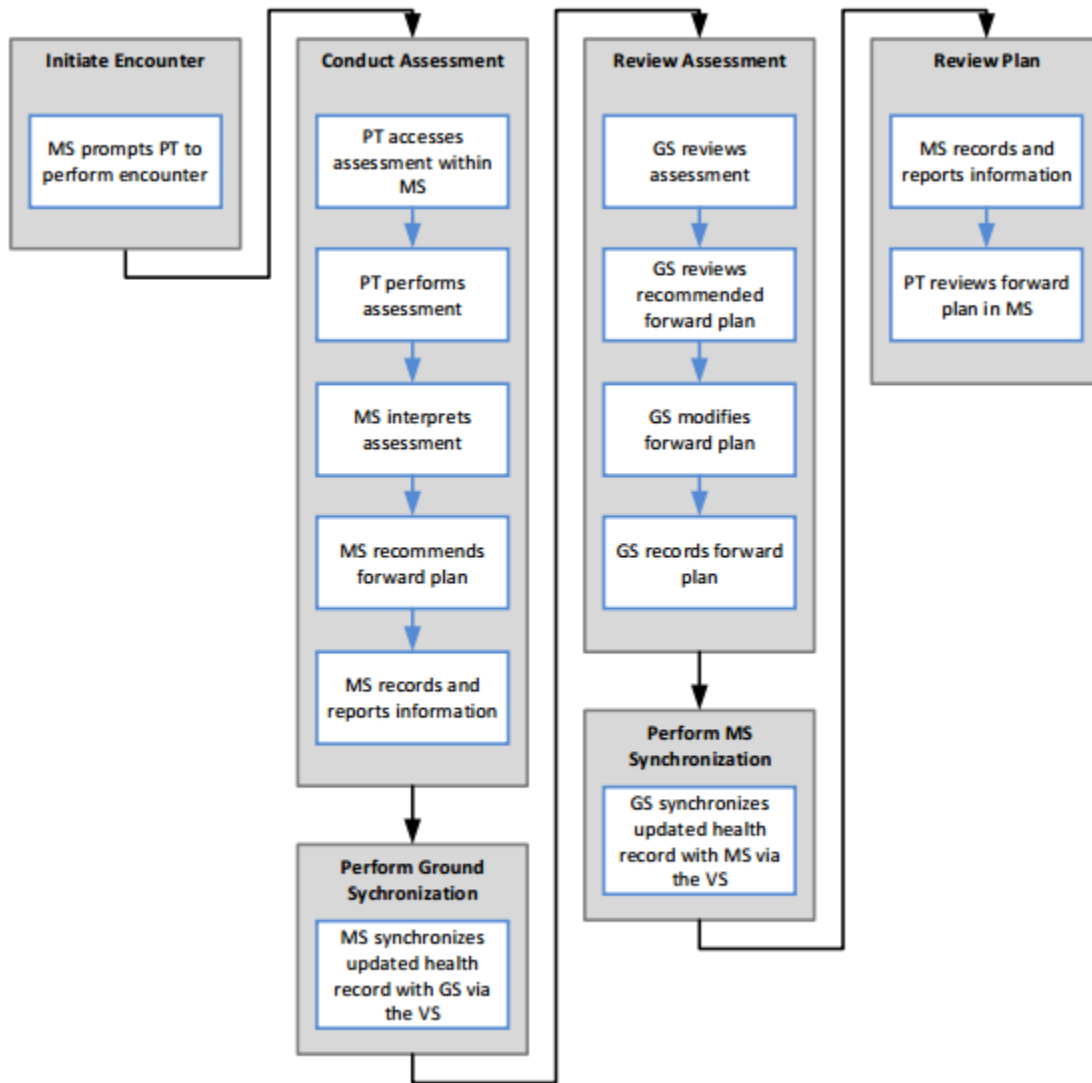 Initiate Encounter
MS prompts PT to
perform encounter
Conduct Assessment
PT accesses
assessment within
MS
PT performs
assessment
MS interprets
assessment
MS recommends
forward plan
MS records and
reports information
Perform Ground
Sychronization
MS synchronizes
updated health
record with GS via
the VS
Review Assessment
GS reviews
assessment
GS reviews
recommended
forward plan
GS modifies
forward plan
GS records forward
plan
Perform MS
Synchronization
GS synchronizes
updated health
record with MS via
the VS
Review Plan
MS records and
reports information
PT reviews forward
plan in MS